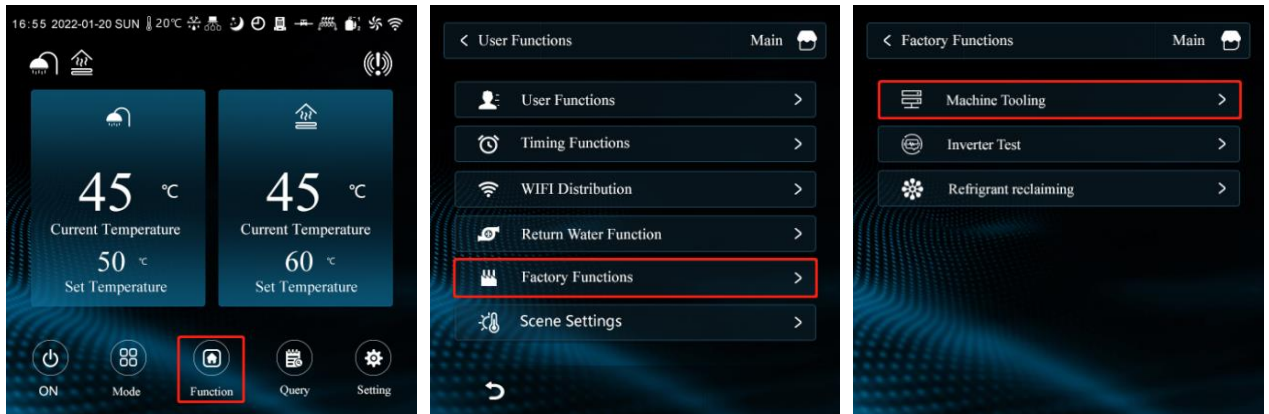 16:55 2022-01-20 SUN 20℃
45 ℃
Current Temperature
50 ℃
Set Temperature
45 ℃
Current Temperature
60 ℃
Set Temperature
ON
Mode
Function
Query
Setting
User Functions
Main
User Functions
Timing Functions
WIFI Distribution
Return Water Function
Factory Functions
Scene Settings
Factory Functions
Main
Machine Tooling
Inverter Test
Refrigrant reclaiming